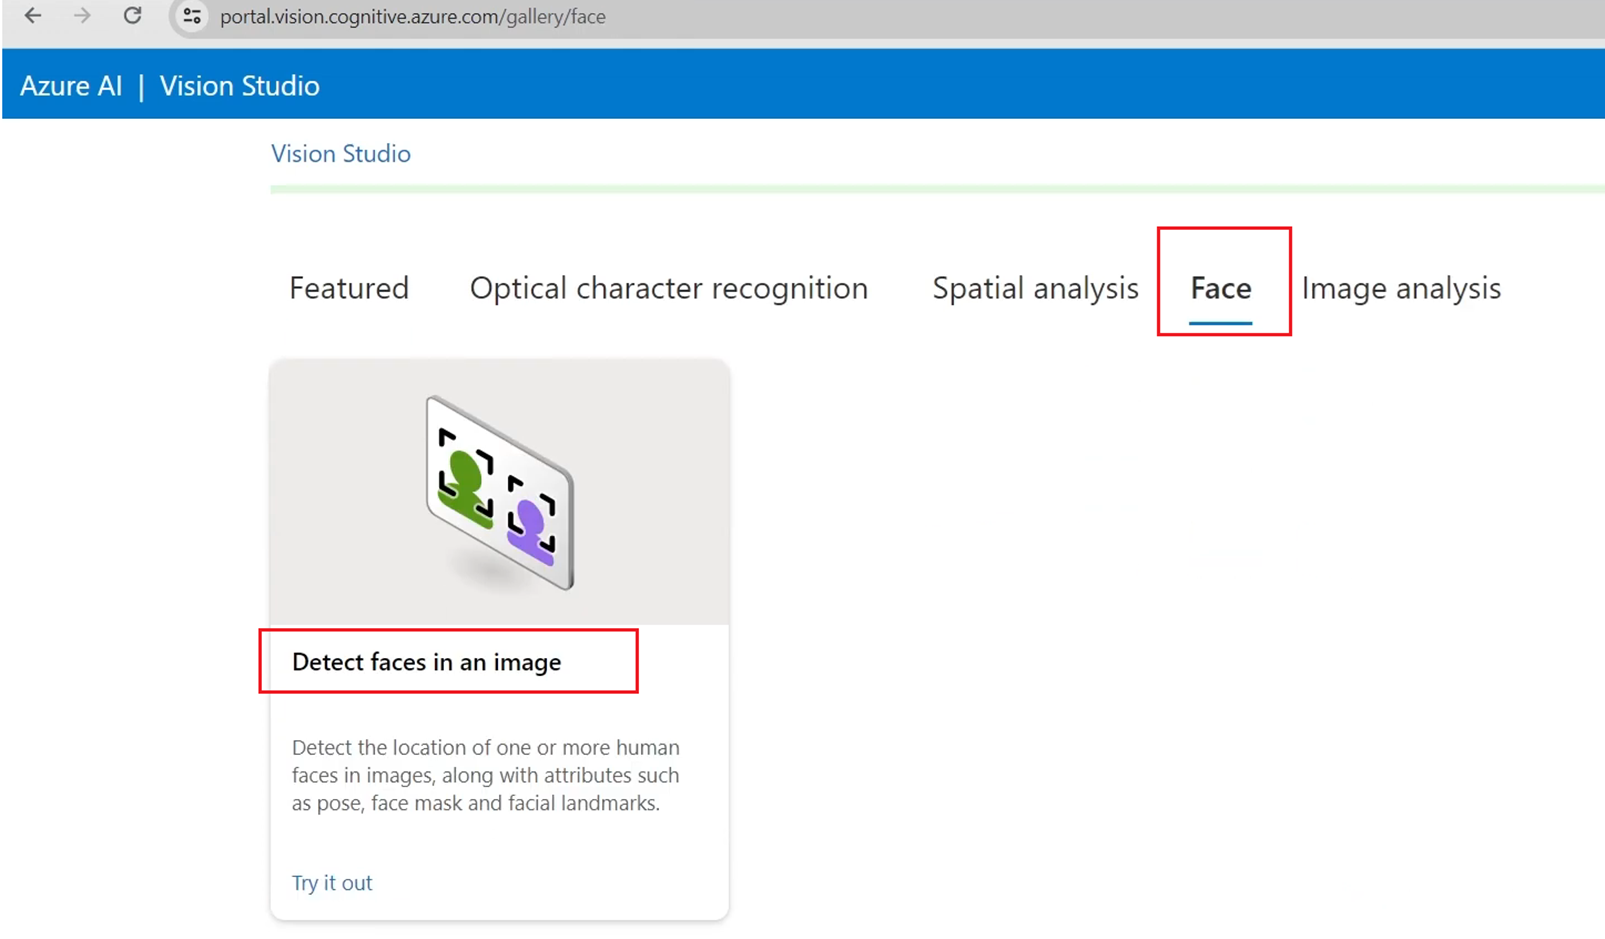 portal.vision.cognitive.azure.com/gallery/face
Azure AI | Vision Studio
Vision Studio
Featured Optical character recognition Spatial analysis Face Image analysis
Detect faces in an image
Detect the location of one or more human
faces in images, along with attributes such
as pose, face mask and facial landmarks.
Try it out